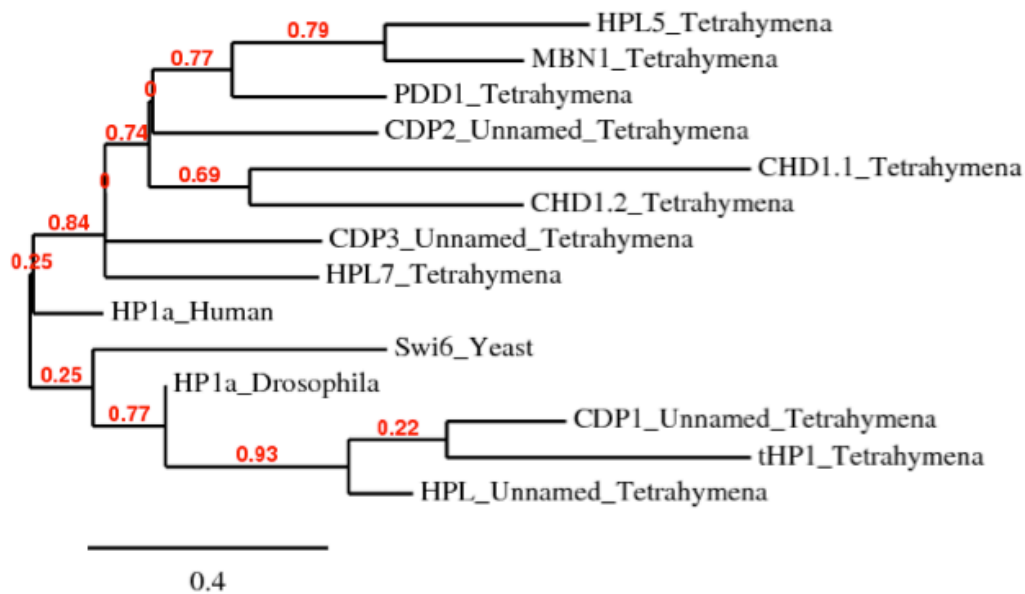 HPL5_Tetrahymena
0.79
MBN1_Tetrahymena
0.77
PDD1_Tetrahymena
0
CDP2_Unnamed_Tetrahymena
0.74
CHD1.1_Tetrahymena
0.69
CHD1.2_Tetrahymena
0
0.84
CDP3_Unnamed_Tetrahymena
0.25
HPL7_Tetrahymena
HP1a_Human
Swi6_Yeast
0.25
HP1a_Drosophila
0.77
CDP1_Unnamed_Tetrahymena
0.22
0.93
tHP1_Tetrahymena
HPL_Unnamed_Tetrahymena
0.4